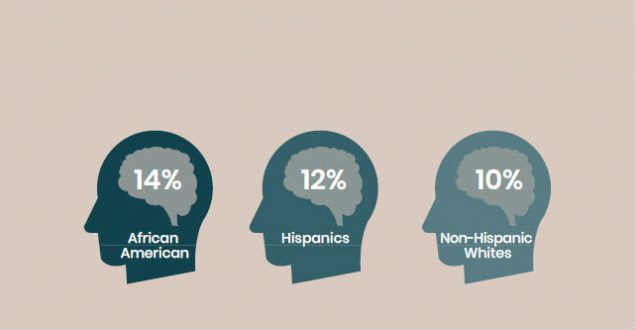 14%
African
American
12%
Hispanics
10%
Non-Hispanic
Whites